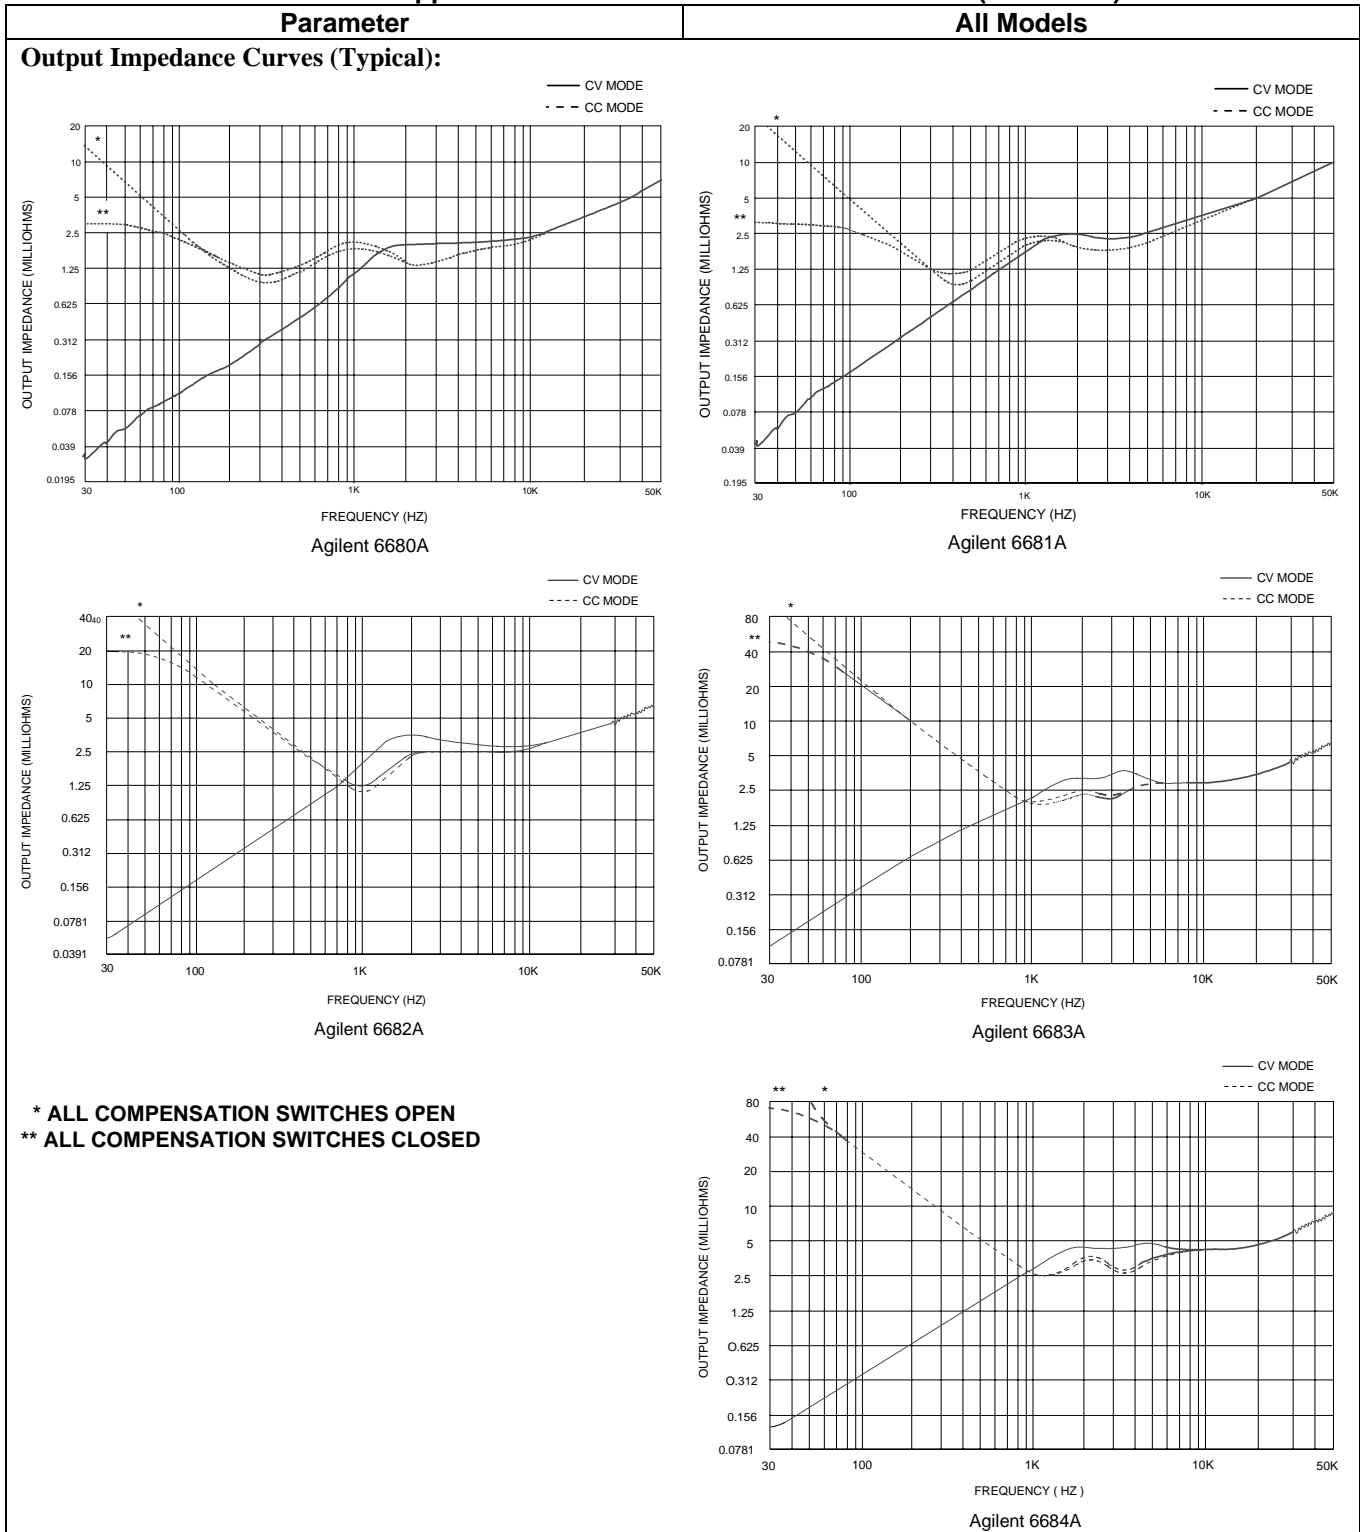 Parameter All Models
Output Impedance Curves (Typical):
CV MODE
CC MODE
*
**
20
10
5
2.5
1.25
0.625
0.312
0.156
0.078
0.039
0.0195
OUTPUT IMPEDANCE (MILLIOHMS)
30 100 1K 10K 50K
FREQUENCY (HZ)
Agilent 6680A
CV MODE
CC MODE
*
**
20
10
5
2.5
1.25
0.625
0.312
0.156
0.078
0.039
0.195
OUTPUT IMPEDANCE (MILLIOHMS)
30 100 1K 10K 50K
FREQUENCY (HZ)
Agilent 6681A
CV MODE
CC MODE
*
**
40 40
20
10
5
2.5
1.25
0.625
0.312
0.156
0.0781
0.0391
OUTPUT IMPEDANCE (MILLIOHMS)
30 100 1K 10K 50K
FREQUENCY (HZ)
Agilent 6682A
CV MODE
CC MODE
*
**
80
40
20
10
5
2.5
1.25
0.625
0.312
0.156
0.0781
OUTPUT IMPEDANCE (MILLIOHMS)
30 100 1K 10K 50K
FREQUENCY (HZ)
Agilent 6683A
* ALL COMPENSATION SWITCHES OPEN
** ALL COMPENSATION SWITCHES CLOSED
CV MODE
CC MODE
** *
80
40
20
10
5
2.5
1.25
O.625
O.312
0.156
0.0781
OUTPUT IMPEDANCE (MILLIOHMS)
30 100 1K 10K 50K
FREQUENCY ( HZ )
Agilent 6684A